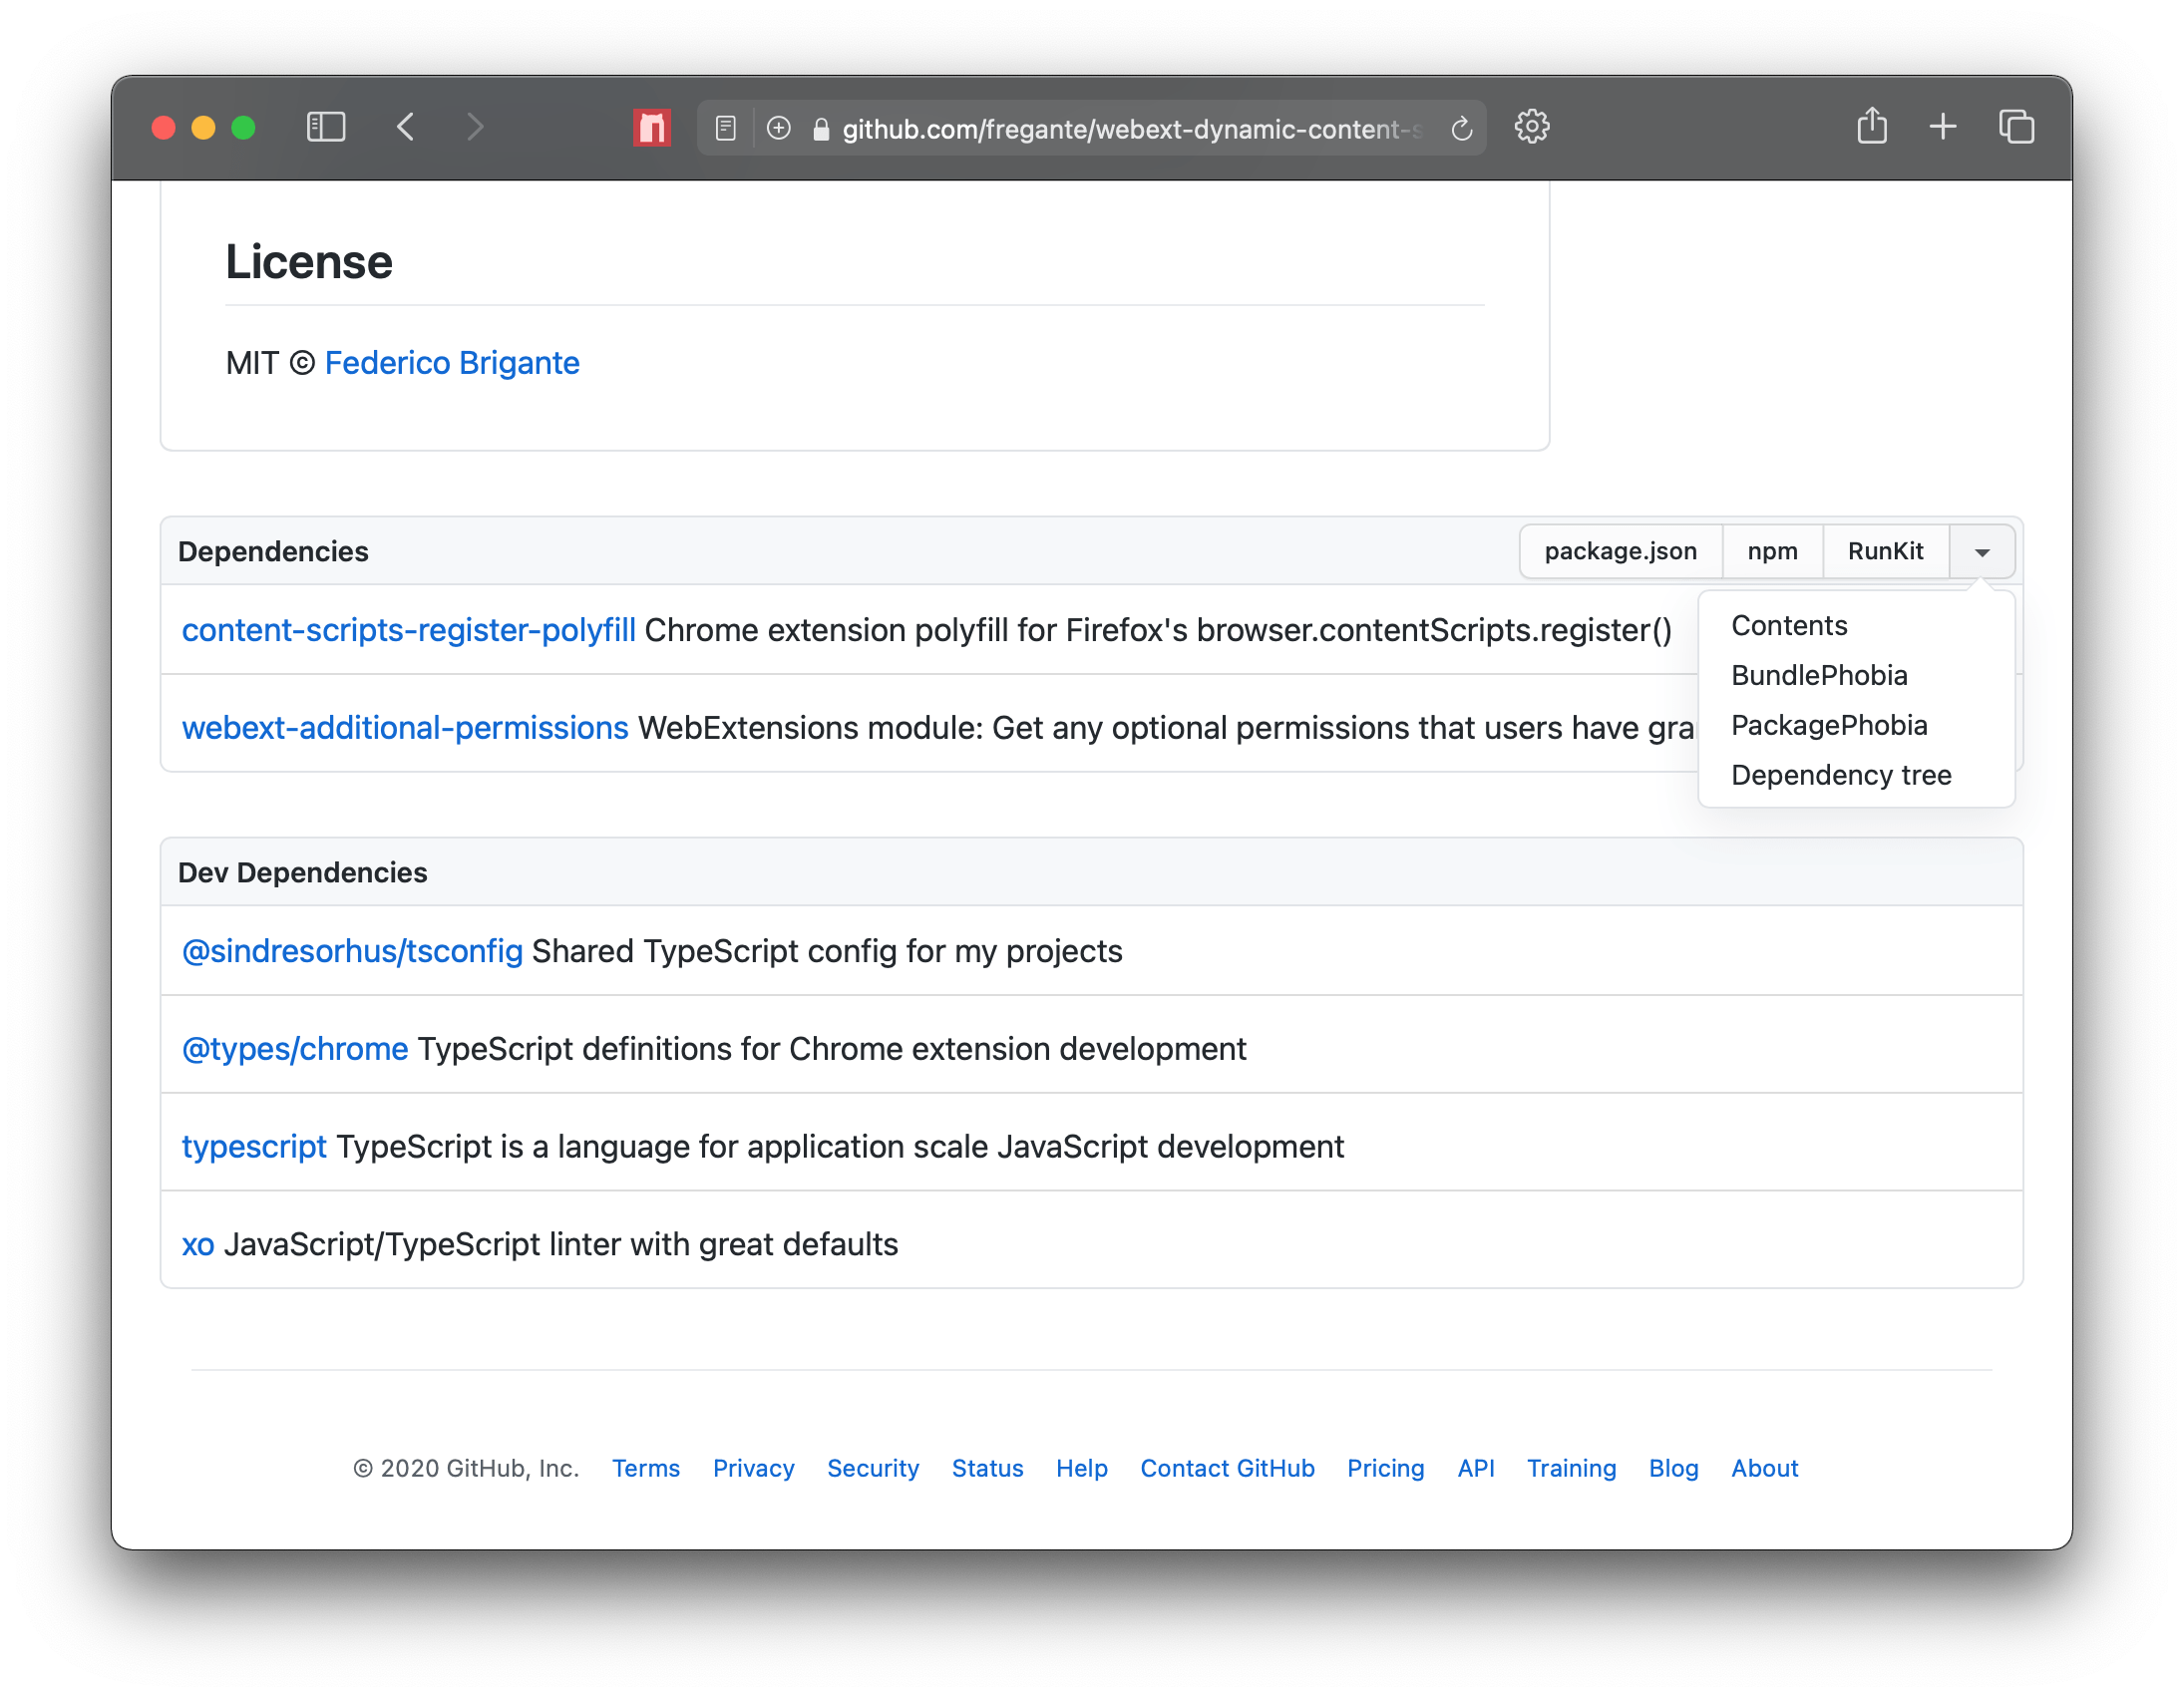 github.com/fregante/webext-dynamic-content-s
License
MIT © Federico Brigante
Dependencies
package.json npm RunKit
content-scripts-register-polyfill Chrome extension polyfill for Firefox's browser.contentScripts.register()
webext-additional-permissions WebExtensions module: Get any optional permissions that users have gra
Contents
BundlePhobia
PackagePhobia
Dependency tree
Dev Dependencies
@sindresorhus/tsconfig Shared TypeScript config for my projects
@types/chrome TypeScript definitions for Chrome extension development
typescript TypeScript is a language for application scale JavaScript development
xo JavaScript/TypeScript linter with great defaults
© 2020 GitHub, Inc. Terms Privacy Security Status Help Contact GitHub Pricing API Training Blog About